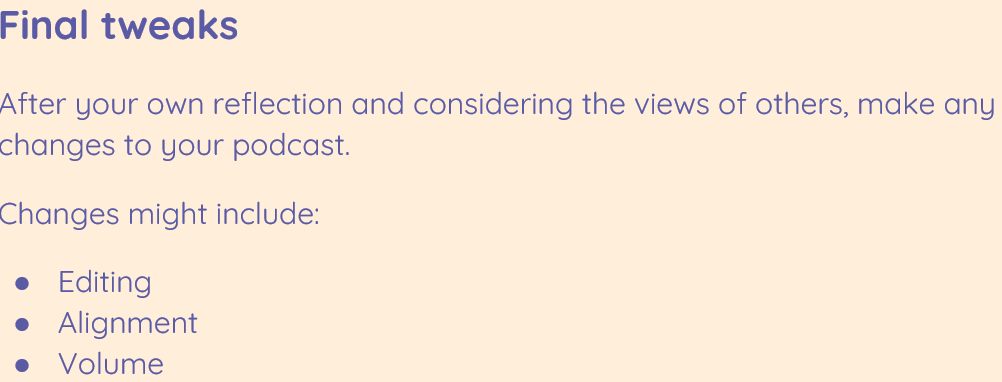 Final tweaks
After your own reflection and considering the views of others, make any
changes to your podcast.
Changes might include:
● Editing
● Alignment
● Volume